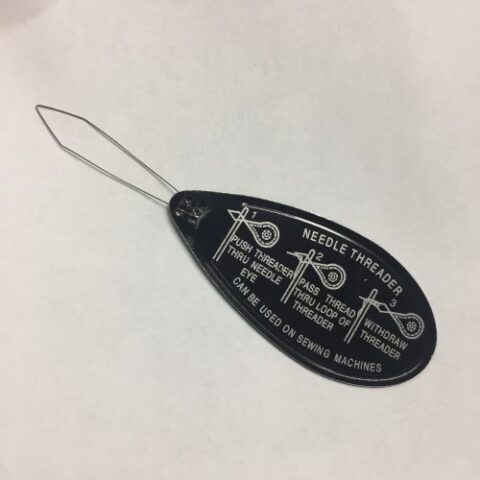 NEEDLE THREADER
1
PUSH THREADER
THRU NEEDLE
EYE
2
PASS THREAD
THRU LOOP OF
THREADER
3
WITHDRAW
THREADER
CAN BE USED ON SEWING MACHINES